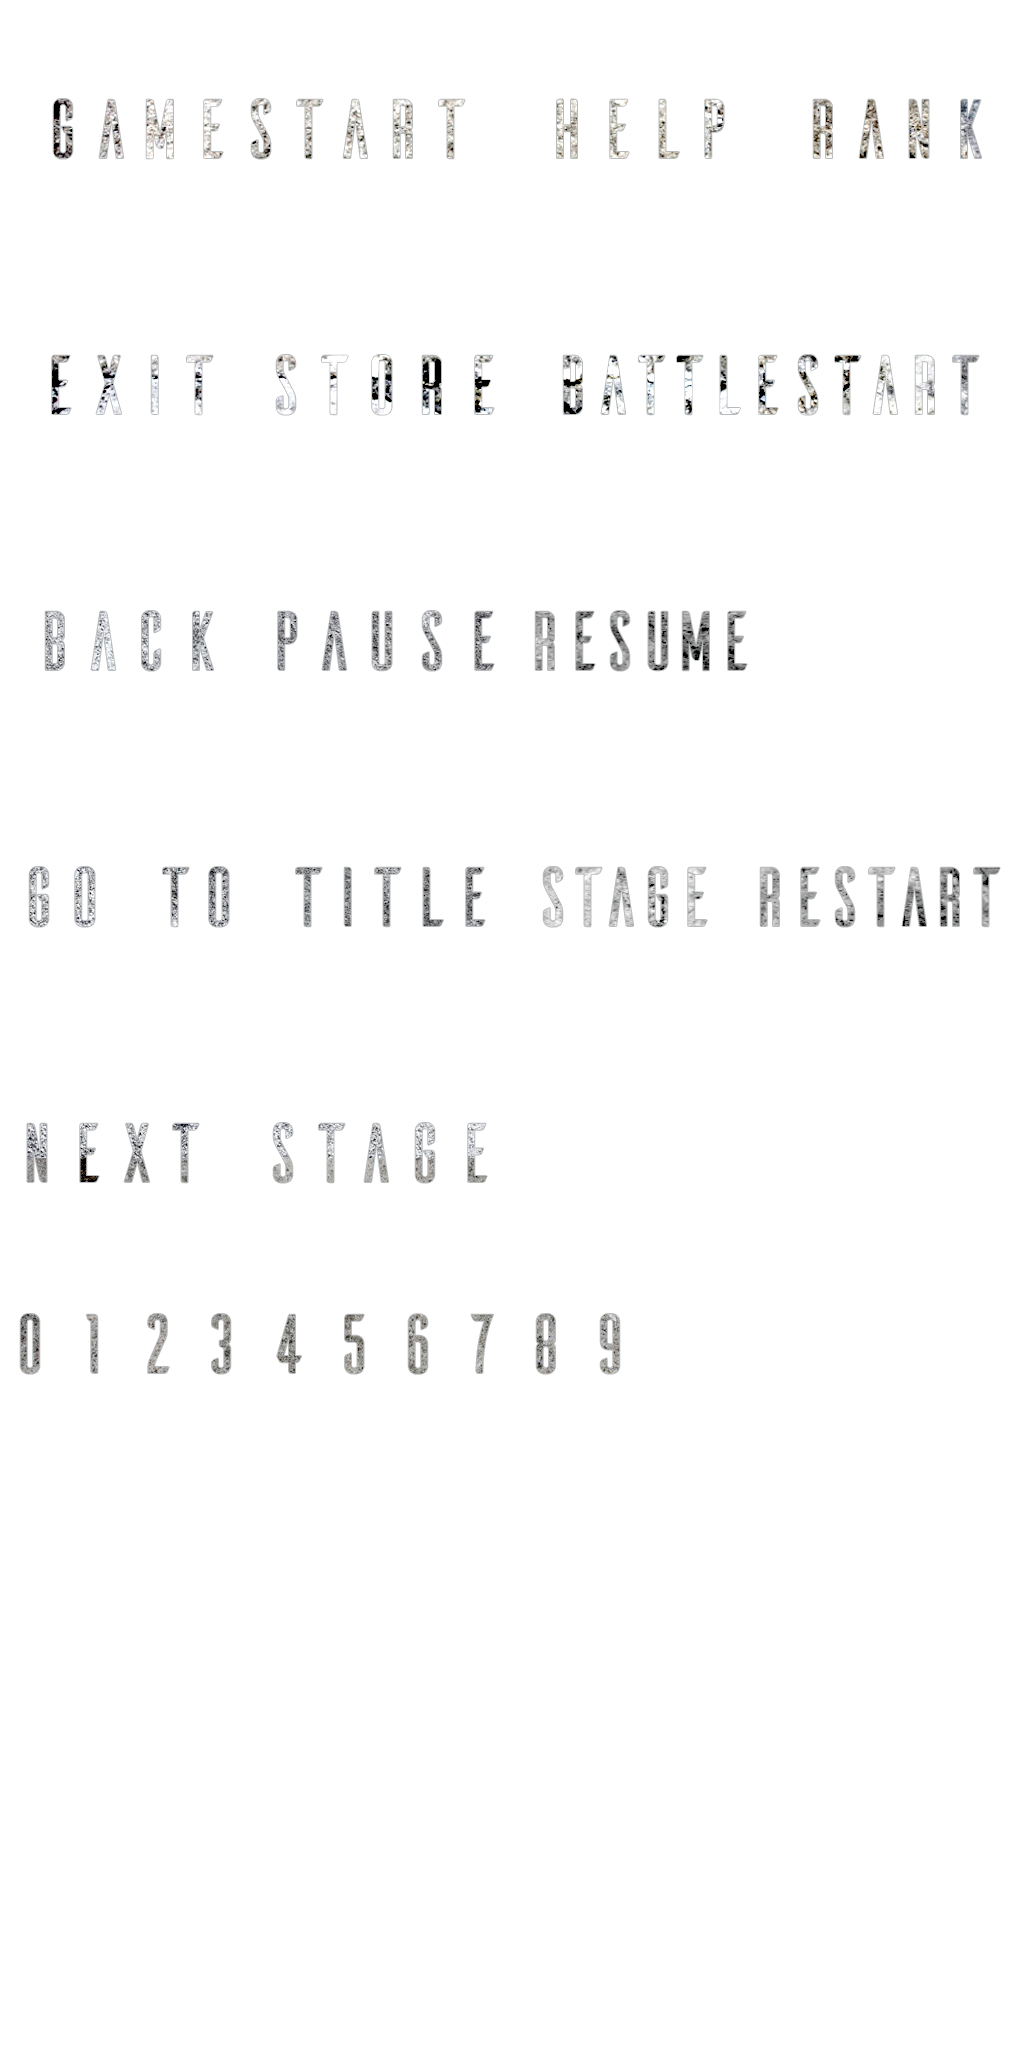 GAMESTART HELP RANK
EXIT STORE BATTLESTART
BACK PAUSE RESUME
GO TO TITLE STAGE RESTART
NEXT STAGE
0 1 2 3 4 5 6 7 8 9